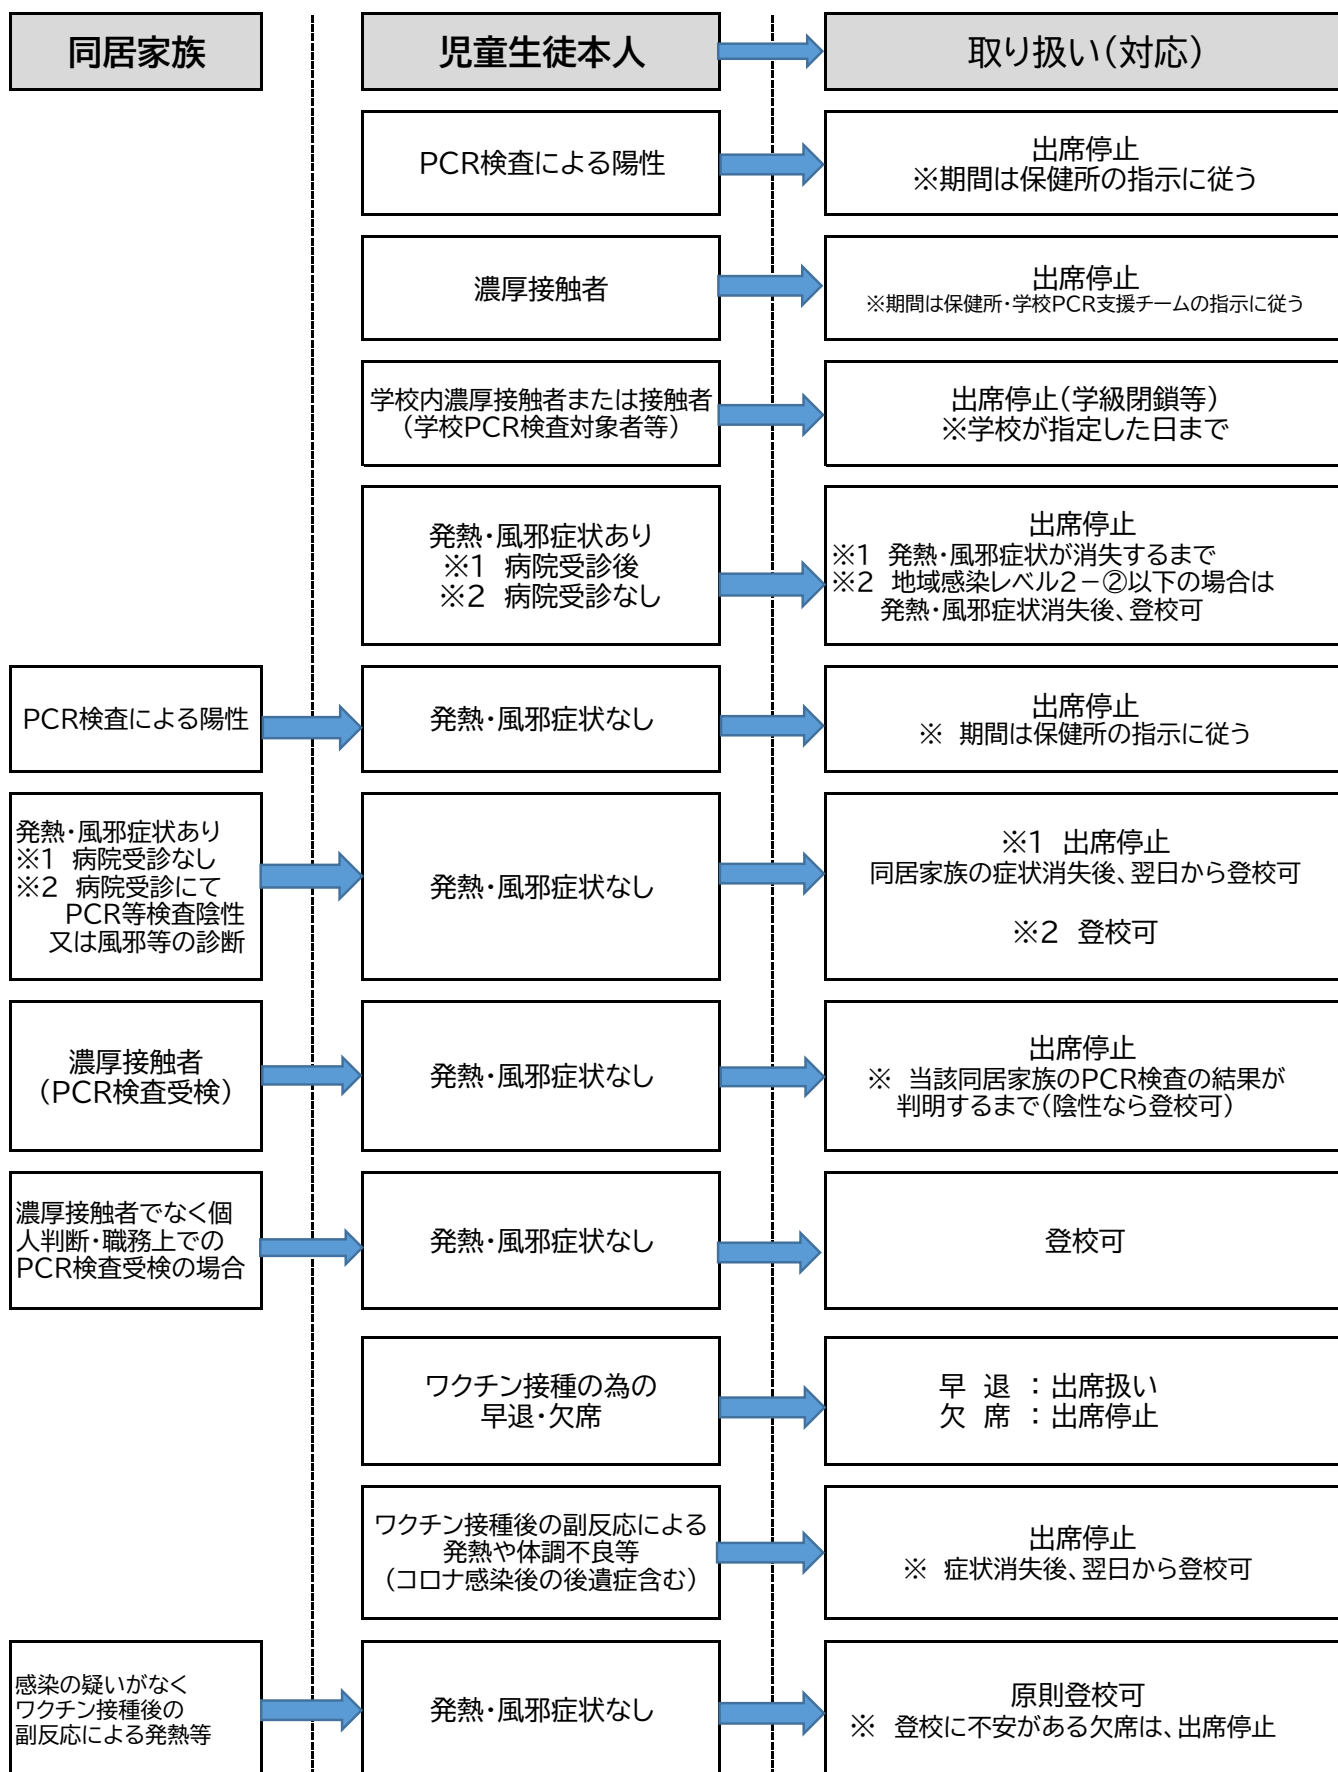 同居家族
児童生徒本人
取り扱い（対応）
PCR検査による陽性
出席停止
※期間は保健所の指示に従う
濃厚接触者
出席停止
※期間は保健所・学校PCR支援チームの指示に従う
学校内濃厚接触者または接触者
（学校PCR検査対象者等）
出席停止（学級閉鎖等）
※学校が指定した日まで
発熱・風邪症状あり
※1 病院受診後
※2 病院受診なし
出席停止
※1 発熱・風邪症状が消失するまで
※2 地域感染レベル2－②以下の場合は
発熱・風邪症状消失後、登校可
PCR検査による陽性
発熱・風邪症状なし
出席停止
※ 期間は保健所の指示に従う
発熱・風邪症状あり
※1 病院受診なし
※2 病院受診にて
PCR等検査陰性
又は風邪等の診断
発熱・風邪症状なし
※1 出席停止
同居家族の症状消失後、翌日から登校可
※2 登校可
濃厚接触者
（PCR検査受検）
発熱・風邪症状なし
出席停止
※ 当該同居家族のPCR検査の結果が
判明するまで（陰性なら登校可）
濃厚接触者でなく個
人判断・職務上での
PCR検査受検の場合
発熱・風邪症状なし
登校可
ワクチン接種の為の
早退・欠席
早 退 ：出席扱い
欠 席 ：出席停止
ワクチン接種後の副反応による
発熱や体調不良等
（コロナ感染後の後遺症含む）
出席停止
※ 症状消失後、翌日から登校可
感染の疑いがなく
ワクチン接種後の
副反応による発熱等
発熱・風邪症状なし
原則登校可
※ 登校に不安がある欠席は、出席停止